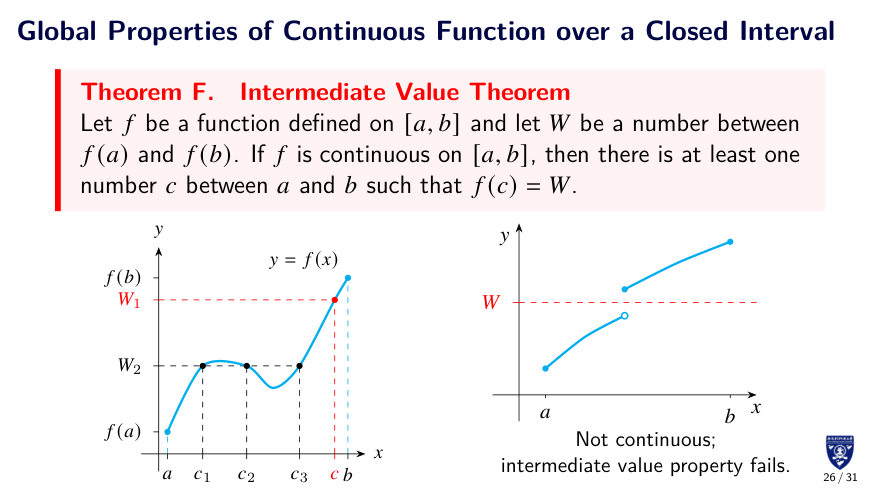 Global Properties of Continuous Function over a Closed Interval
Theorem F. Intermediate Value Theorem
Let f be a function defined on [a, b] and let W be a number between
f(a) and f(b). If f is continuous on [a, b], then there is at least one
number c between a and b such that f(c) = W.
y
y = f(x)
f(b)
W₁
W₂
f(a)
a c₁ c₂ c₃ c b
x
y
W
a b x
Not continuous;
intermediate value property fails.
26 / 31